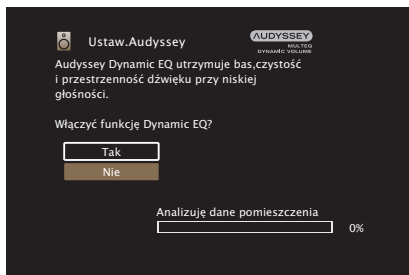 Ustaw.Audyssey
AUDYSSEY
MULTEQ
DYNAMIC VOLUME
Audyssey Dynamic EQ utrzymuje bas,czystość
i przestrzenność dźwięku przy niskiej
głośności.
Włączyć funkcję Dynamic EQ?
Tak
Nie
Analizuję dane pomieszczenia
0%